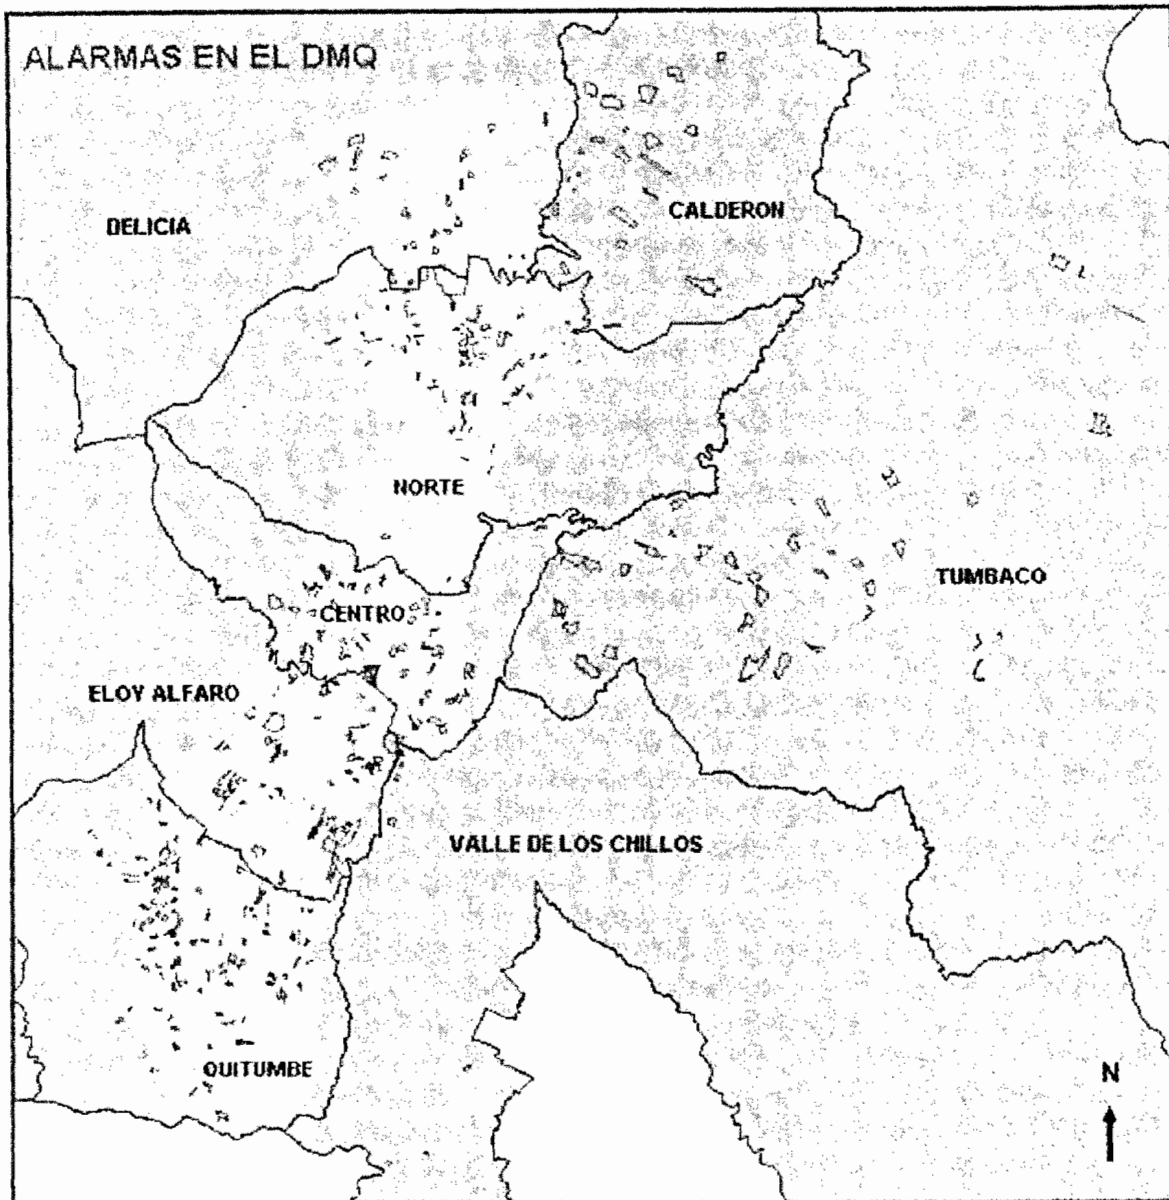 ALARMAS EN EL DMQ
DELICIA
CALDERON
NORTE
TUMBACO
CENTRO
ELOY ALFARO
VALLE DE LOS CHILLOS
QUITUMBE
N